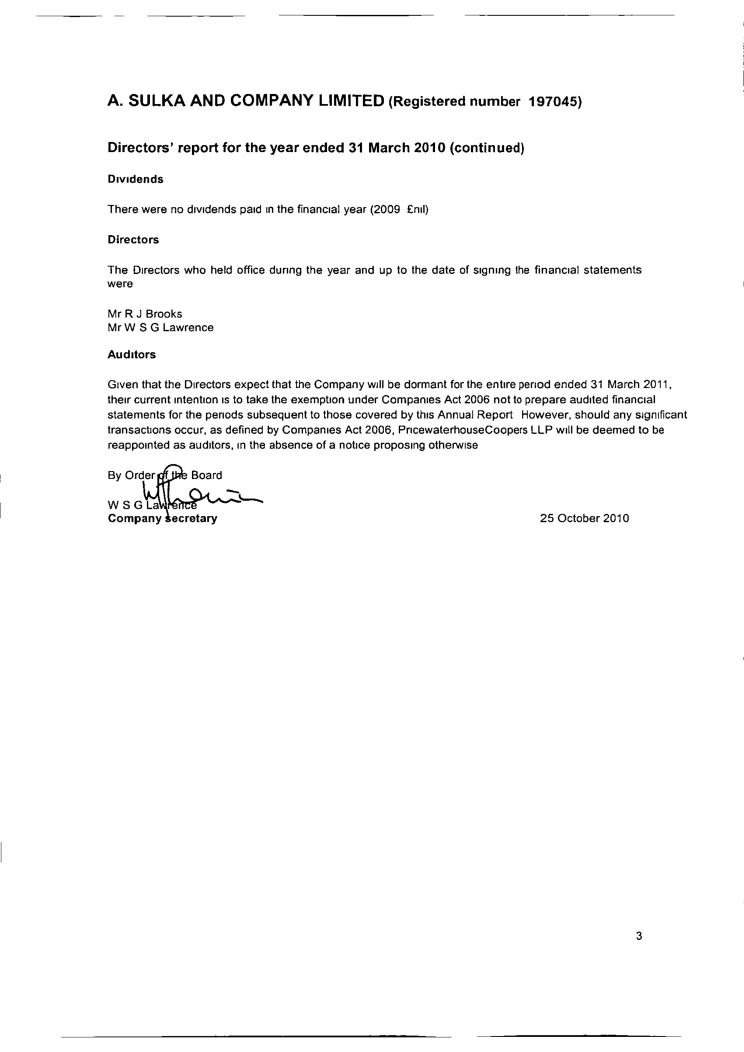 A. SULKA AND COMPANY LIMITED (Registered number 197045)
Directors' report for the year ended 31 March 2010 (continued)
Dividends
There were no dividends paid in the financial year (2009 £nil)
Directors
The Directors who held office during the year and up to the date of signing the financial statements
were
Mr R J Brooks
Mr W S G Lawrence
Auditors
Given that the Directors expect that the Company will be dormant for the entire period ended 31 March 2011,
their current intention is to take the exemption under Companies Act 2006 not to prepare audited financial
statements for the periods subsequent to those covered by this Annual Report However, should any significant
transactions occur, as defined by Companies Act 2006, PricewaterhouseCoopers LLP will be deemed to be
reappointed as auditors, in the absence of a notice proposing otherwise
By Order of the Board
W S G Lawrence
Company secretary 25 October 2010
3